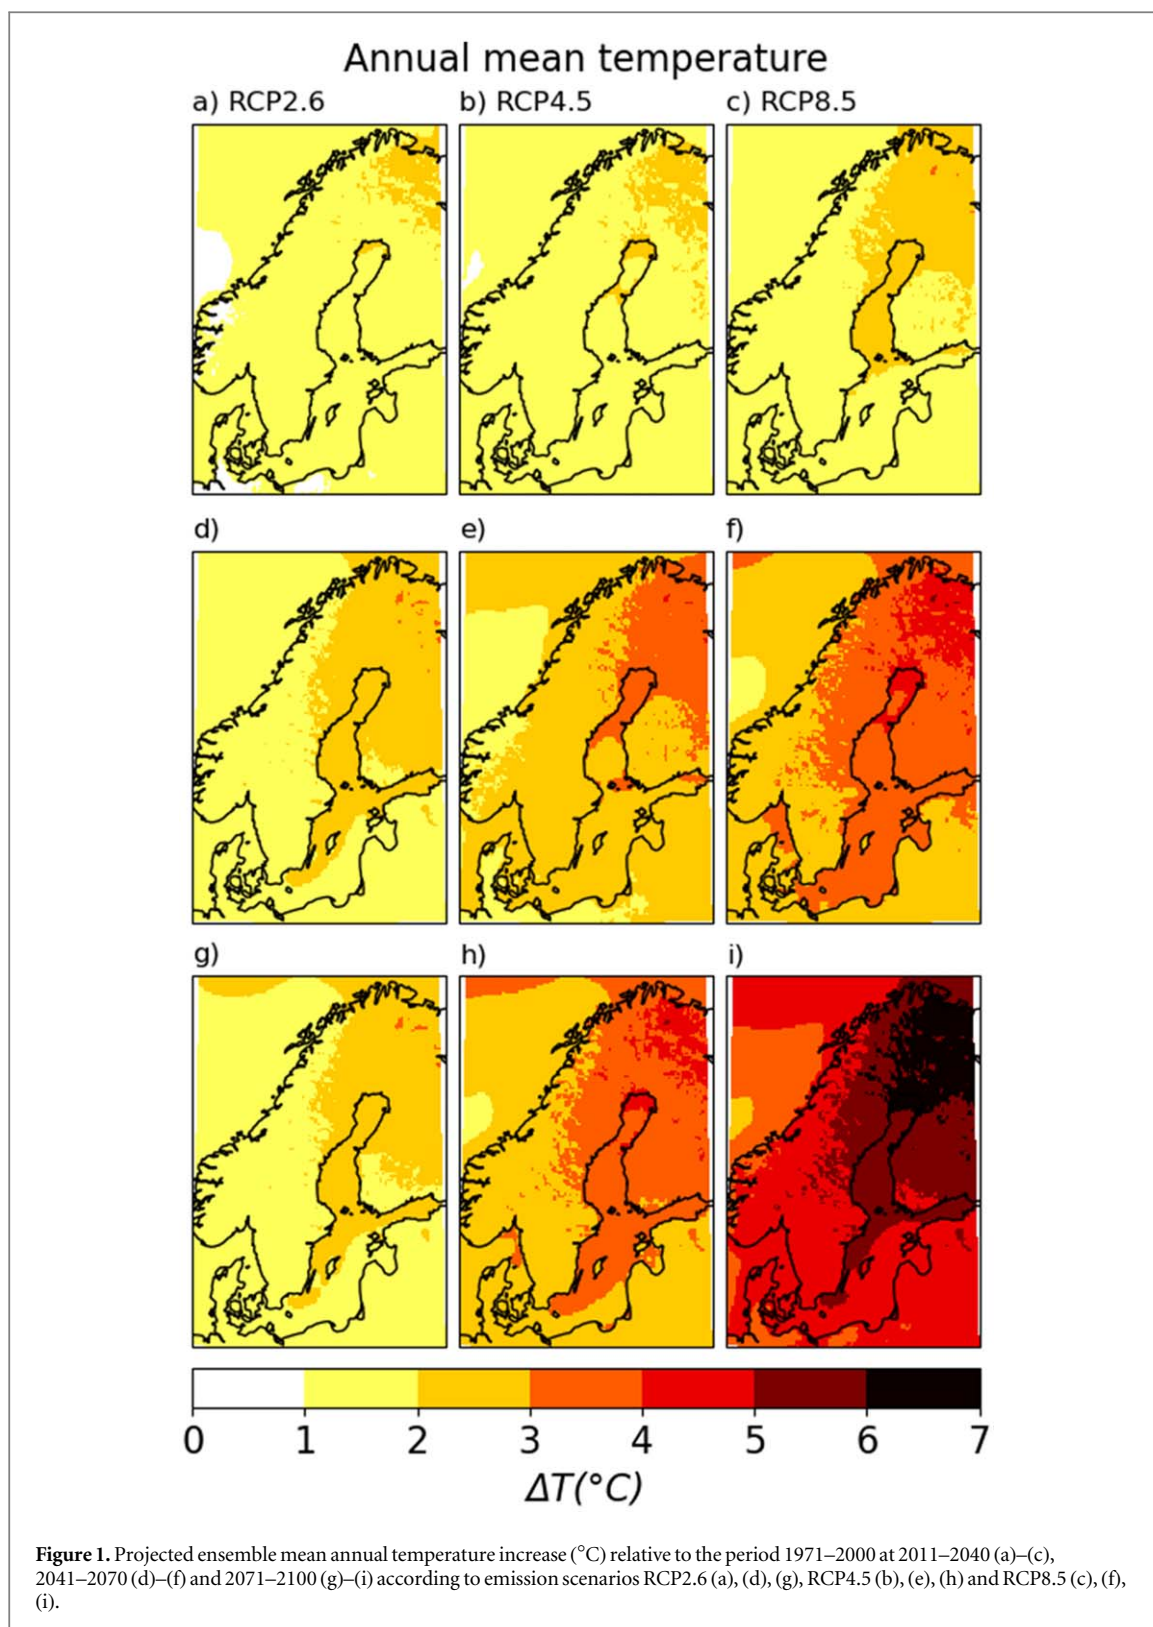 Annual mean temperature
a) RCP2.6
b) RCP4.5
c) RCP8.5
d)
e)
f)
g)
h)
i)
0 1 2 3 4 5 6 7
ΔT(°C)
Figure 1. Projected ensemble mean annual temperature increase (°C) relative to the period 1971–2000 at 2011–2040 (a)–(c),
2041–2070 (d)–(f) and 2071–2100 (g)–(i) according to emission scenarios RCP2.6 (a), (d), (g), RCP4.5 (b), (e), (h) and RCP8.5 (c), (f),
(i).